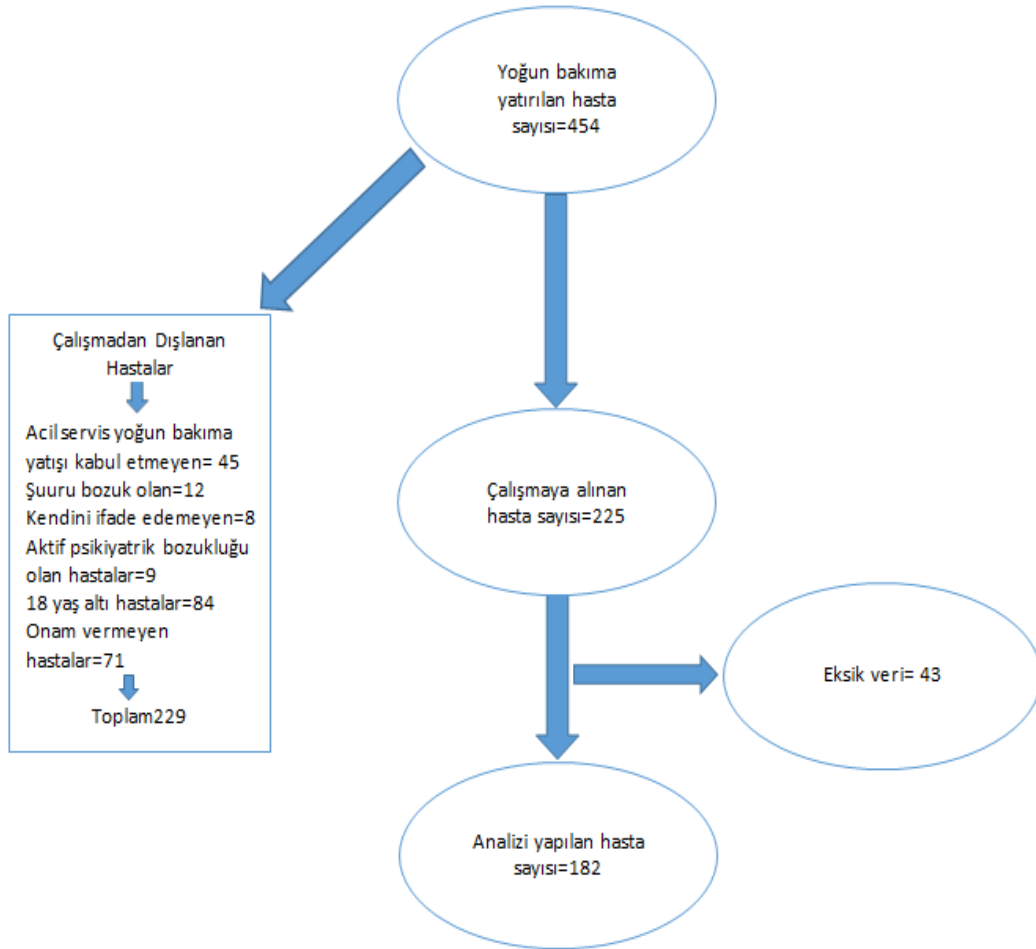 Yoğun bakıma
yatırılan hasta
sayısı=454
Çalışmadan Dışlanan
Hastalar
Acil servis yoğun bakıma
yatışı kabul etmeyen= 45
Şuuru bozuk olan=12
Kendini ifade edemeyen=8
Aktif psikiyatrik bozukluğu
olan hastalar=9
18 yaş altı hastalar=84
Onam vermeyen
hastalar=71
Toplam229
Çalışmaya alınan
hasta sayısı=225
Eksik veri= 43
Analizi yapılan hasta
sayısı=182